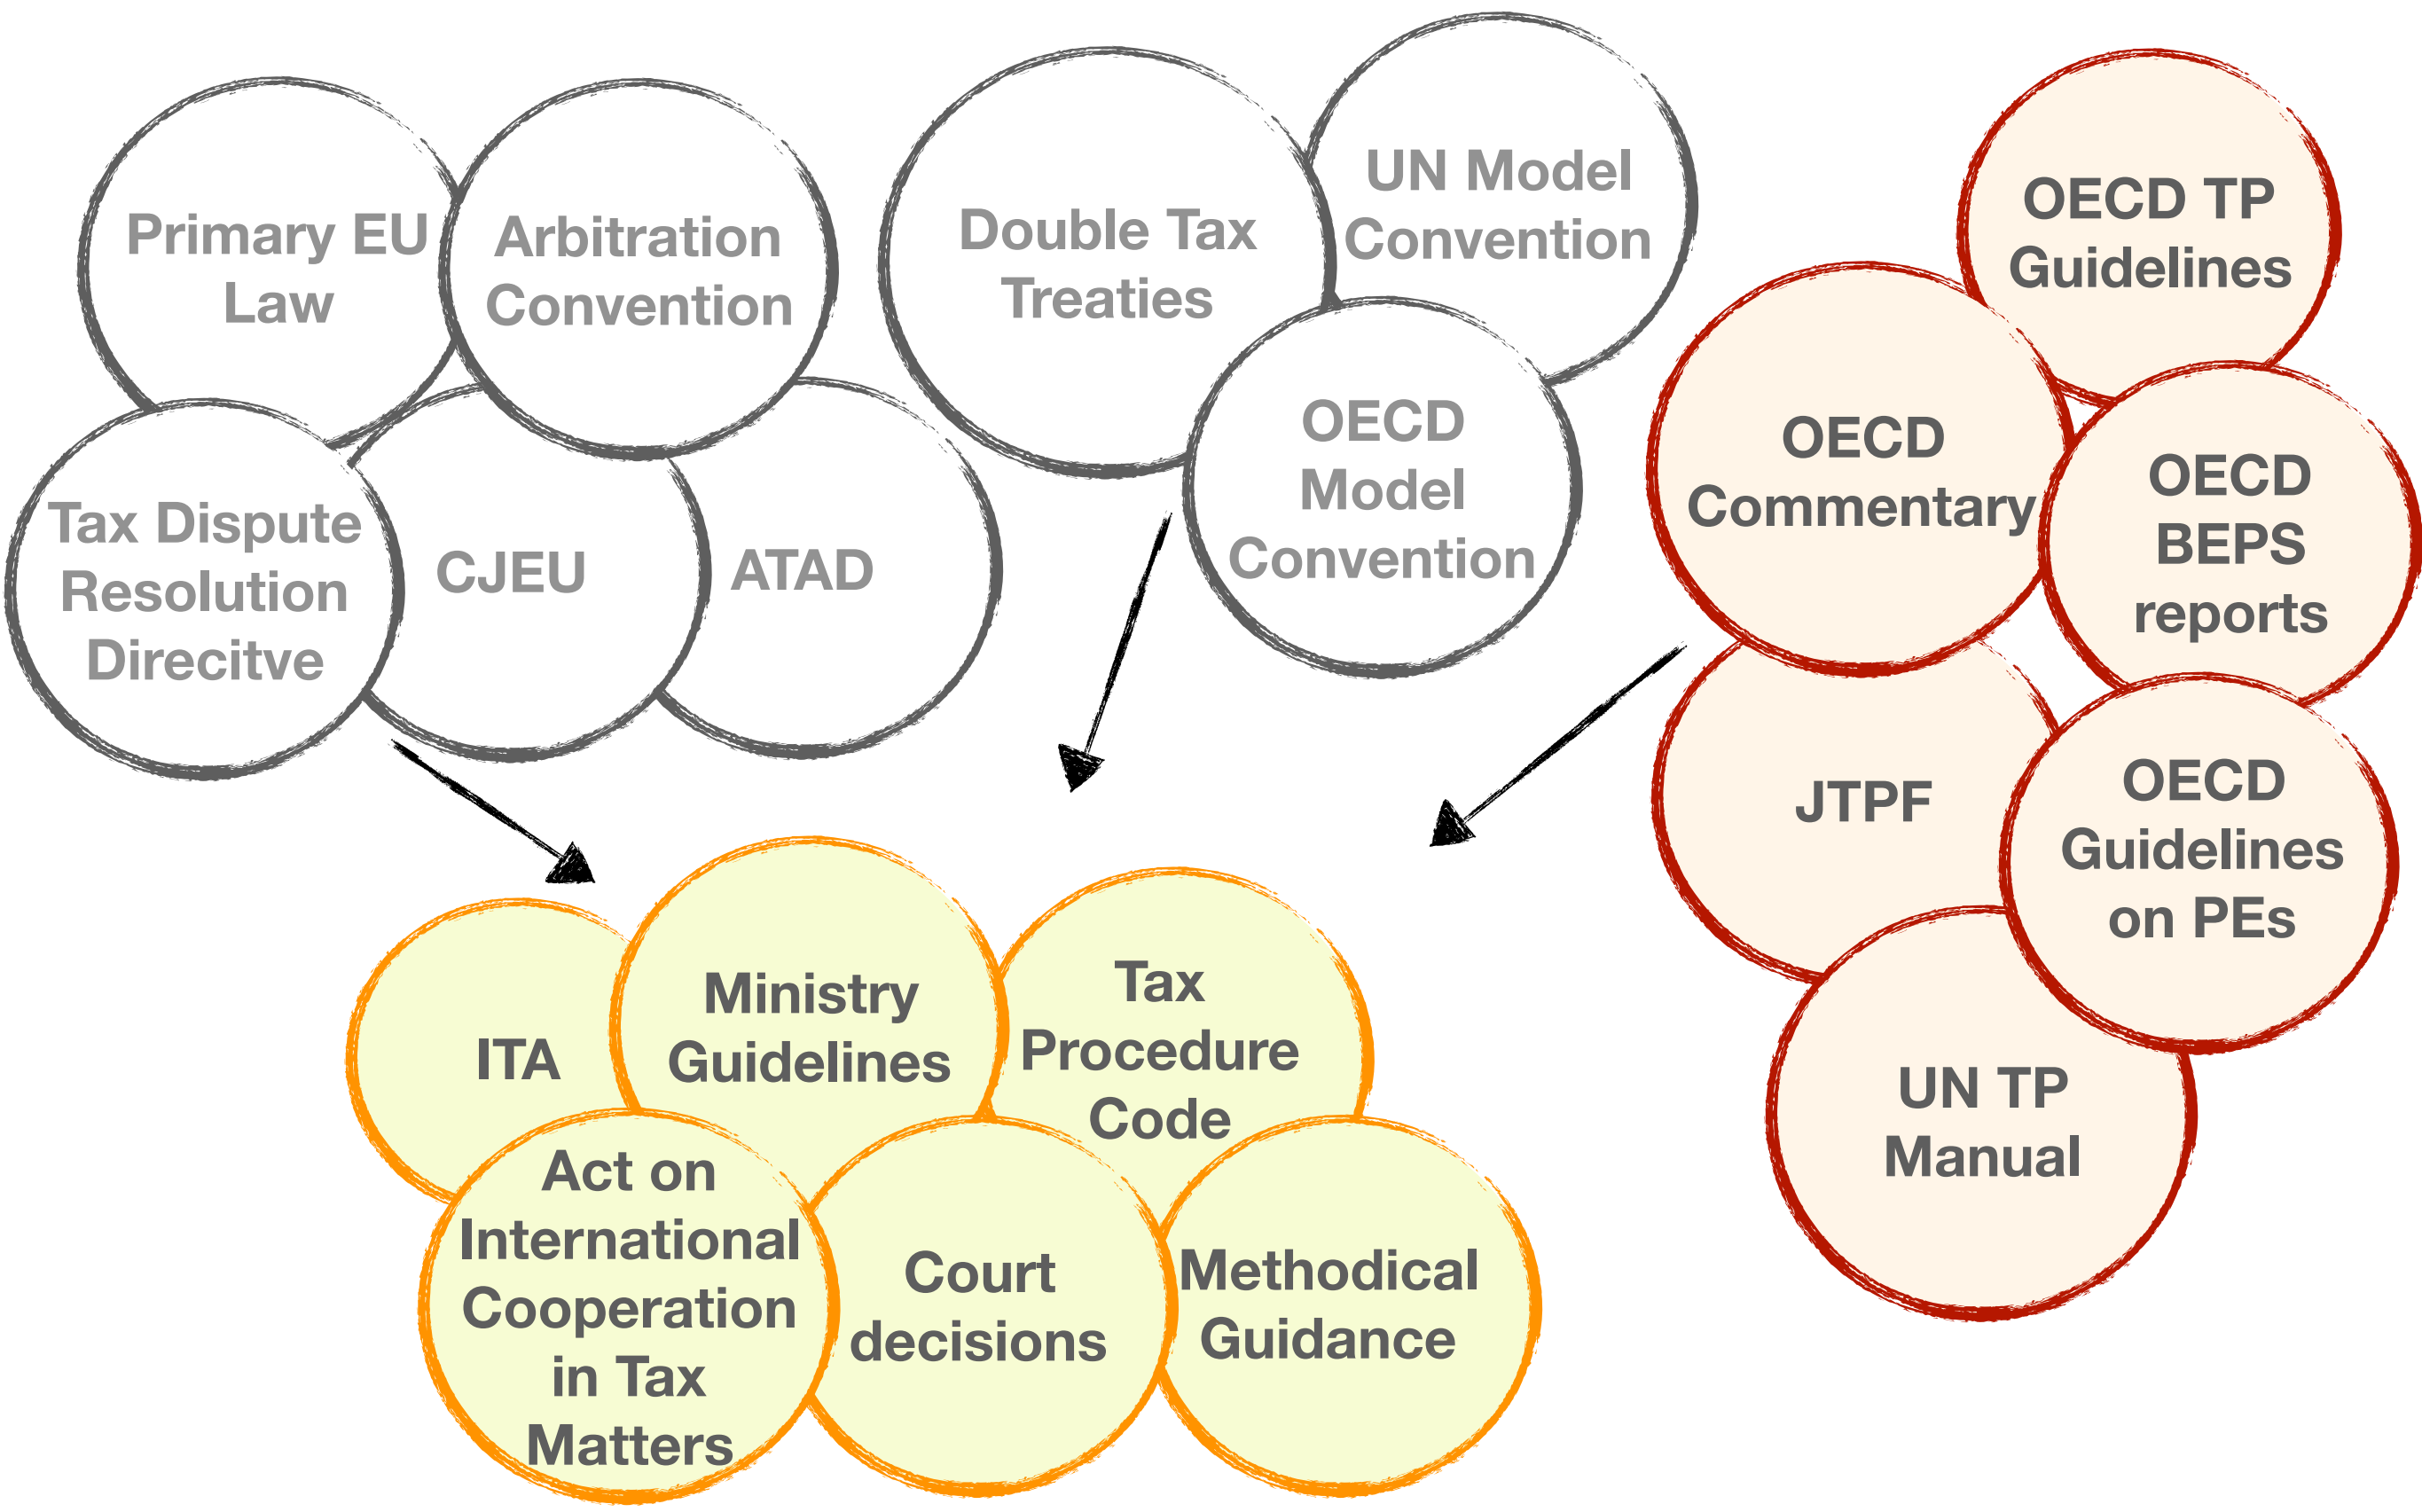 Primary EU
Law
Arbitration
Convention
Double Tax
Treaties
UN Model
Convention
OECD TP
Guidelines
Tax Dispute
Resolution
Direcitve
CJEU
ATAD
OECD
Model
Convention
OECD
Commentary
OECD
BEPS
reports
JTPF
OECD
Guidelines
on PEs
UN TP
Manual
ITA
Ministry
Guidelines
Tax
Procedure
Code
Act on
International
Cooperation
in Tax
Matters
Court
decisions
Methodical
Guidance